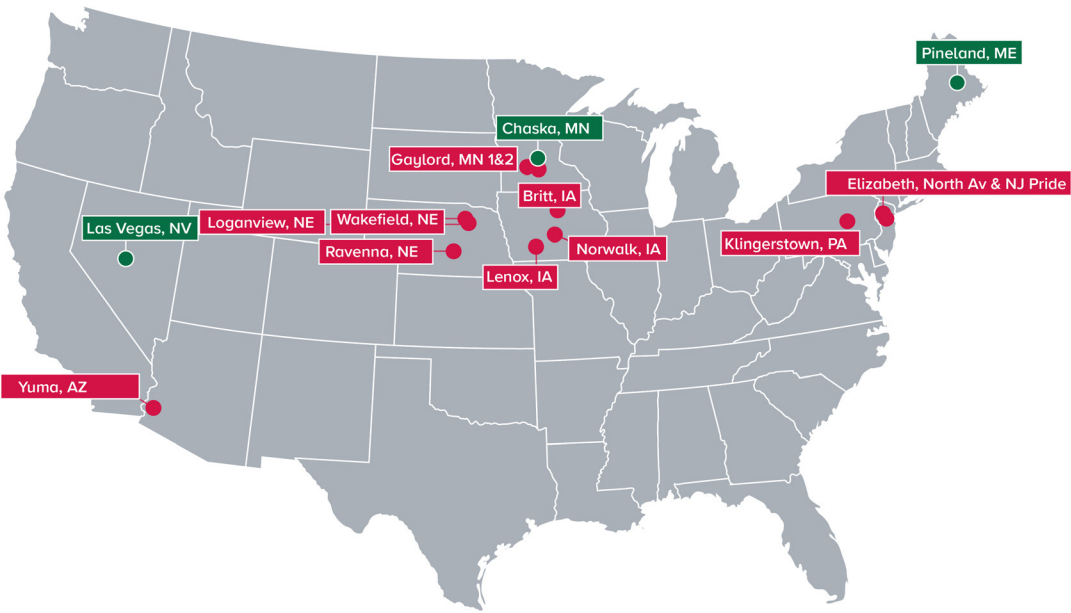 Pineland, ME
Chaska, MN
Gaylord, MN 1&2
Elizabeth, North Av & NJ Pride
Britt, IA
Loganview, NE
Wakefield, NE
Las Vegas, NV
Klingerstown, PA
Ravenna, NE
Norwalk, IA
Lenox, IA
Yuma, AZ